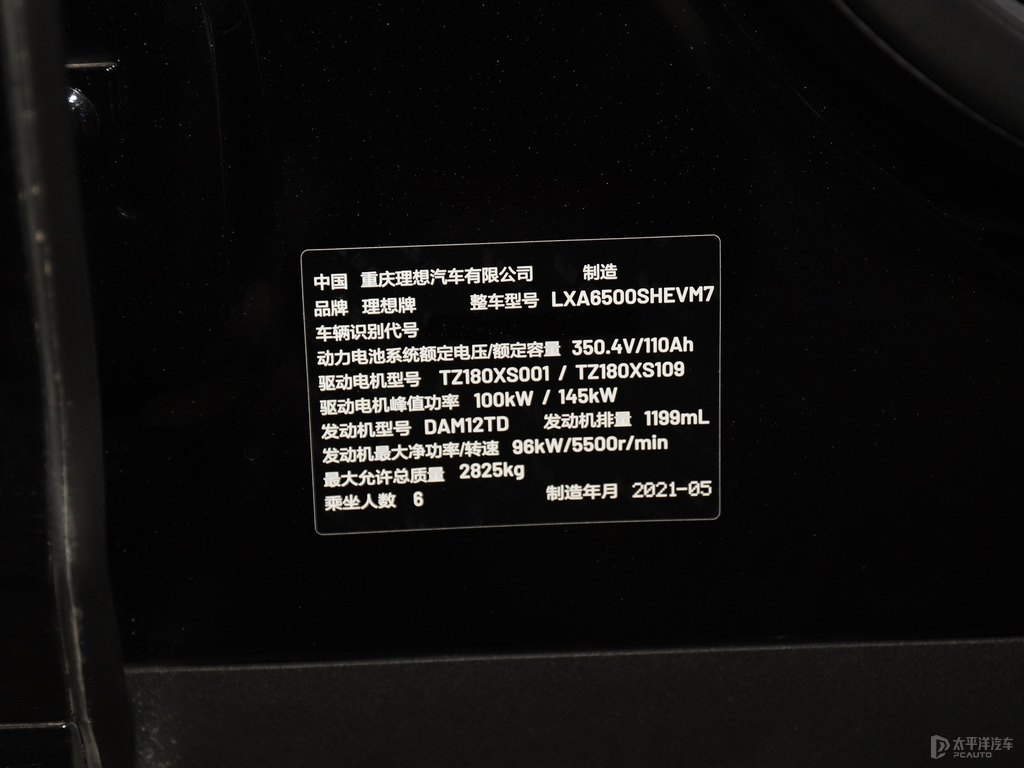 中国 重庆理想汽车有限公司 制造
品牌 理想牌 整车型号 LXA6500SHEVM7
车辆识别代号
动力电池系统额定电压/额定容量 350.4V/110Ah
驱动电机型号 TZ180XS001 / TZ180XS109
驱动电机峰值功率 100kW / 145kW
发动机型号 DAM12TD 发动机排量 1199mL
发动机最大净功率/转速 96kW/5500r/min
最大允许总质量 2825kg
乘坐人数 6 制造年月 2021-05
太平洋汽车
PCAUTO